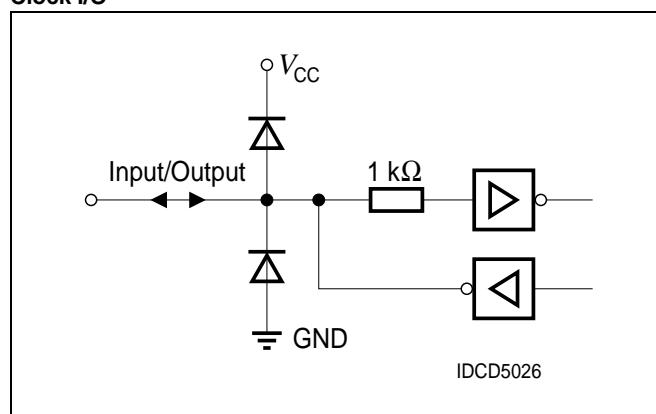 Clock I/O
VCC
Input/Output
1 kΩ
GND
IDCD5026